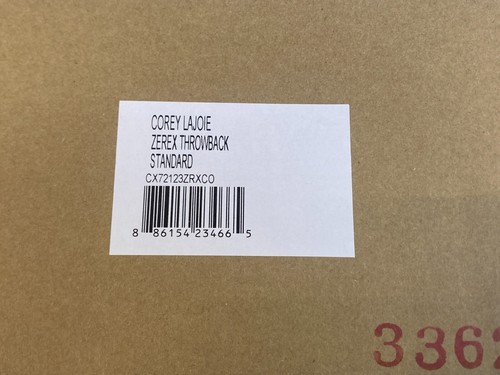 COREY LAJOIE
ZEREX THROWBACK
STANDARD
CX72123ZRXCO
8 86154 23466 5
3362